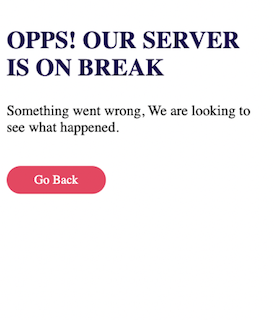 OPPS! OUR SERVER
IS ON BREAK
Something went wrong, We are looking to
see what happened.
Go Back